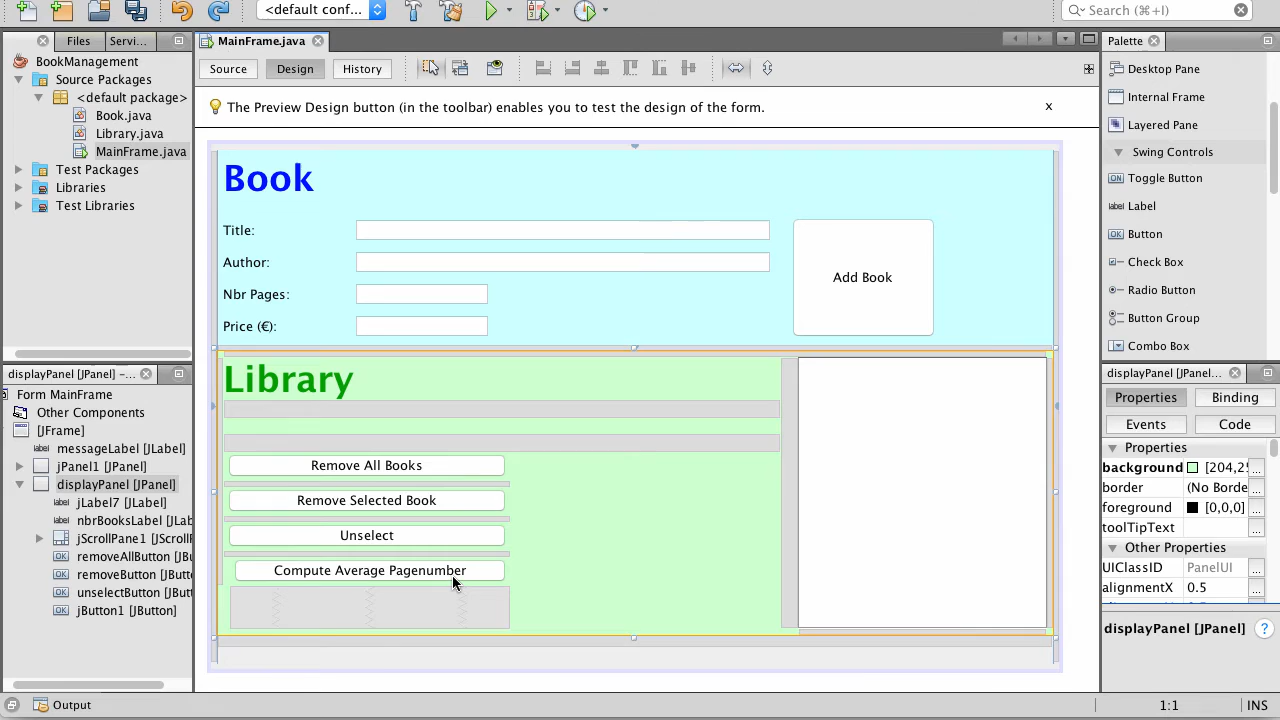 <default conf...
Search (⌘+I)
Files
Servi...
MainFrame.java
Palette
BookManagement
Source Packages
<default package>
Book.java
Library.java
MainFrame.java
Test Packages
Libraries
Test Libraries
Source
Design
History
The Preview Design button (in the toolbar) enables you to test the design of the form.
x
Book
Title:
Author:
Nbr Pages:
Price (€):
Add Book
Library
Remove All Books
Remove Selected Book
Unselect
Compute Average Pagenumber
Desktop Pane
Internal Frame
Layered Pane
Swing Controls
Toggle Button
Label
Button
Check Box
Radio Button
Button Group
Combo Box
displayPanel [JPanel] –...
Form MainFrame
Other Components
[JFrame]
messageLabel [JLabel]
jPanel1 [JPanel]
displayPanel [JPanel]
jLabel7 [JLabel]
nbrBooksLabel [JLab
jScrollPane1 [JScrollF
removeAllButton [JBu
removeButton [JButto
unselectButton [JButt
jButton1 [JButton]
displayPanel [JPanel...
Properties
Binding
Events
Code
Properties
background
[204,2!
...
border
(No Borde
...
foreground
[0,0,0]
...
toolTipText
...
Other Properties
UIClassID
PanelUI
...
alignmentX
0.5
...
displayPanel [JPanel]
?
Output
1:1
INS